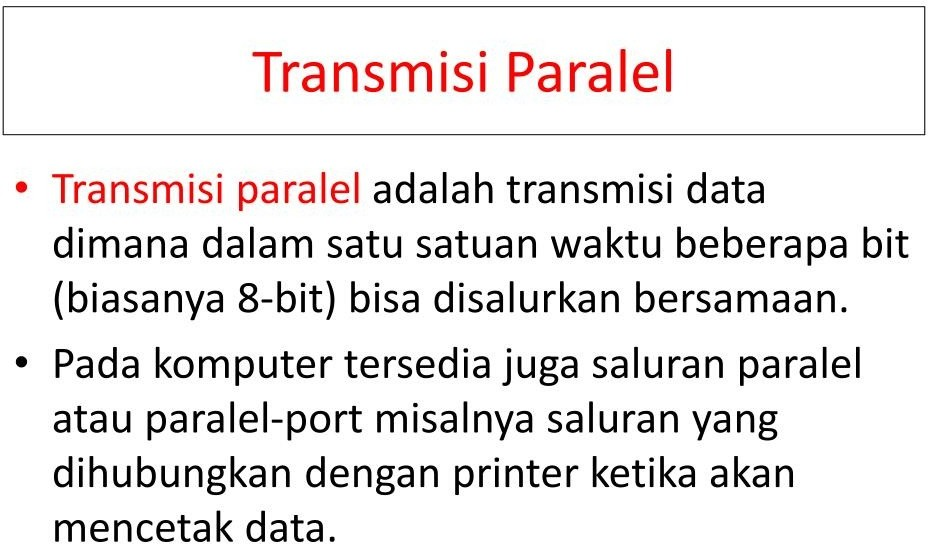 Transmisi Paralel
• Transmisi paralel adalah transmisi data
dimana dalam satu satuan waktu beberapa bit
(biasanya 8-bit) bisa disalurkan bersamaan.
• Pada komputer tersedia juga saluran paralel
atau paralel-port misalnya saluran yang
dihubungkan dengan printer ketika akan
mencetak data.